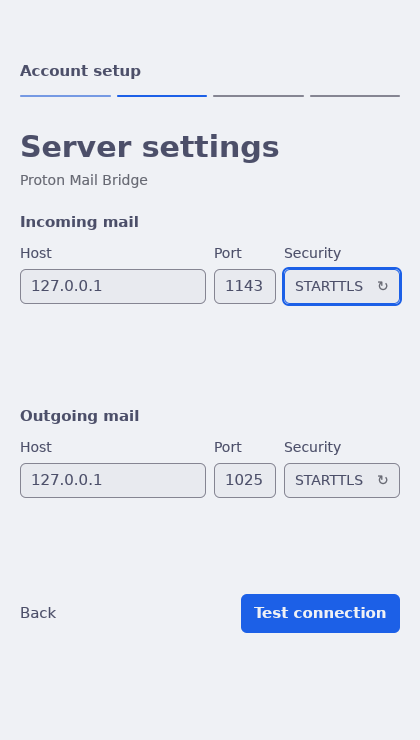 Account setup
Server settings
Proton Mail Bridge
Incoming mail
Host Port Security
127.0.0.1 1143 STARTTLS ↻
Outgoing mail
Host Port Security
127.0.0.1 1025 STARTTLS ↻
Back Test connection